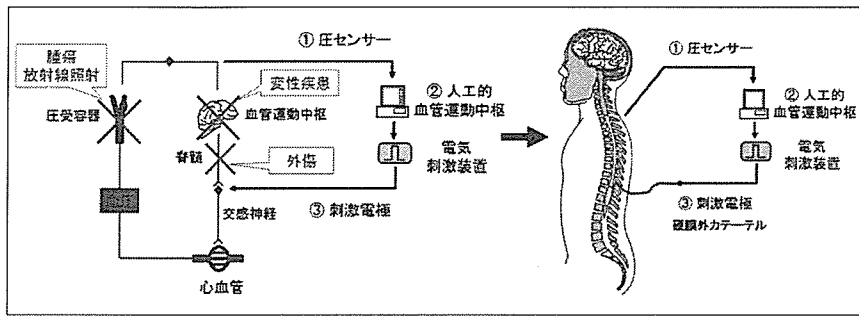 腫瘍
放射線照射
圧受容器
変性疾患
血管運動中枢
脊髄
外傷
交感神経
心血管
① 圧センサー
② 人工的
血管運動中枢
電気
刺激装置
③ 刺激電極
① 圧センサー
② 人工的
血管運動中枢
電気
刺激装置
③ 刺激電極
硬膜外カテーテル